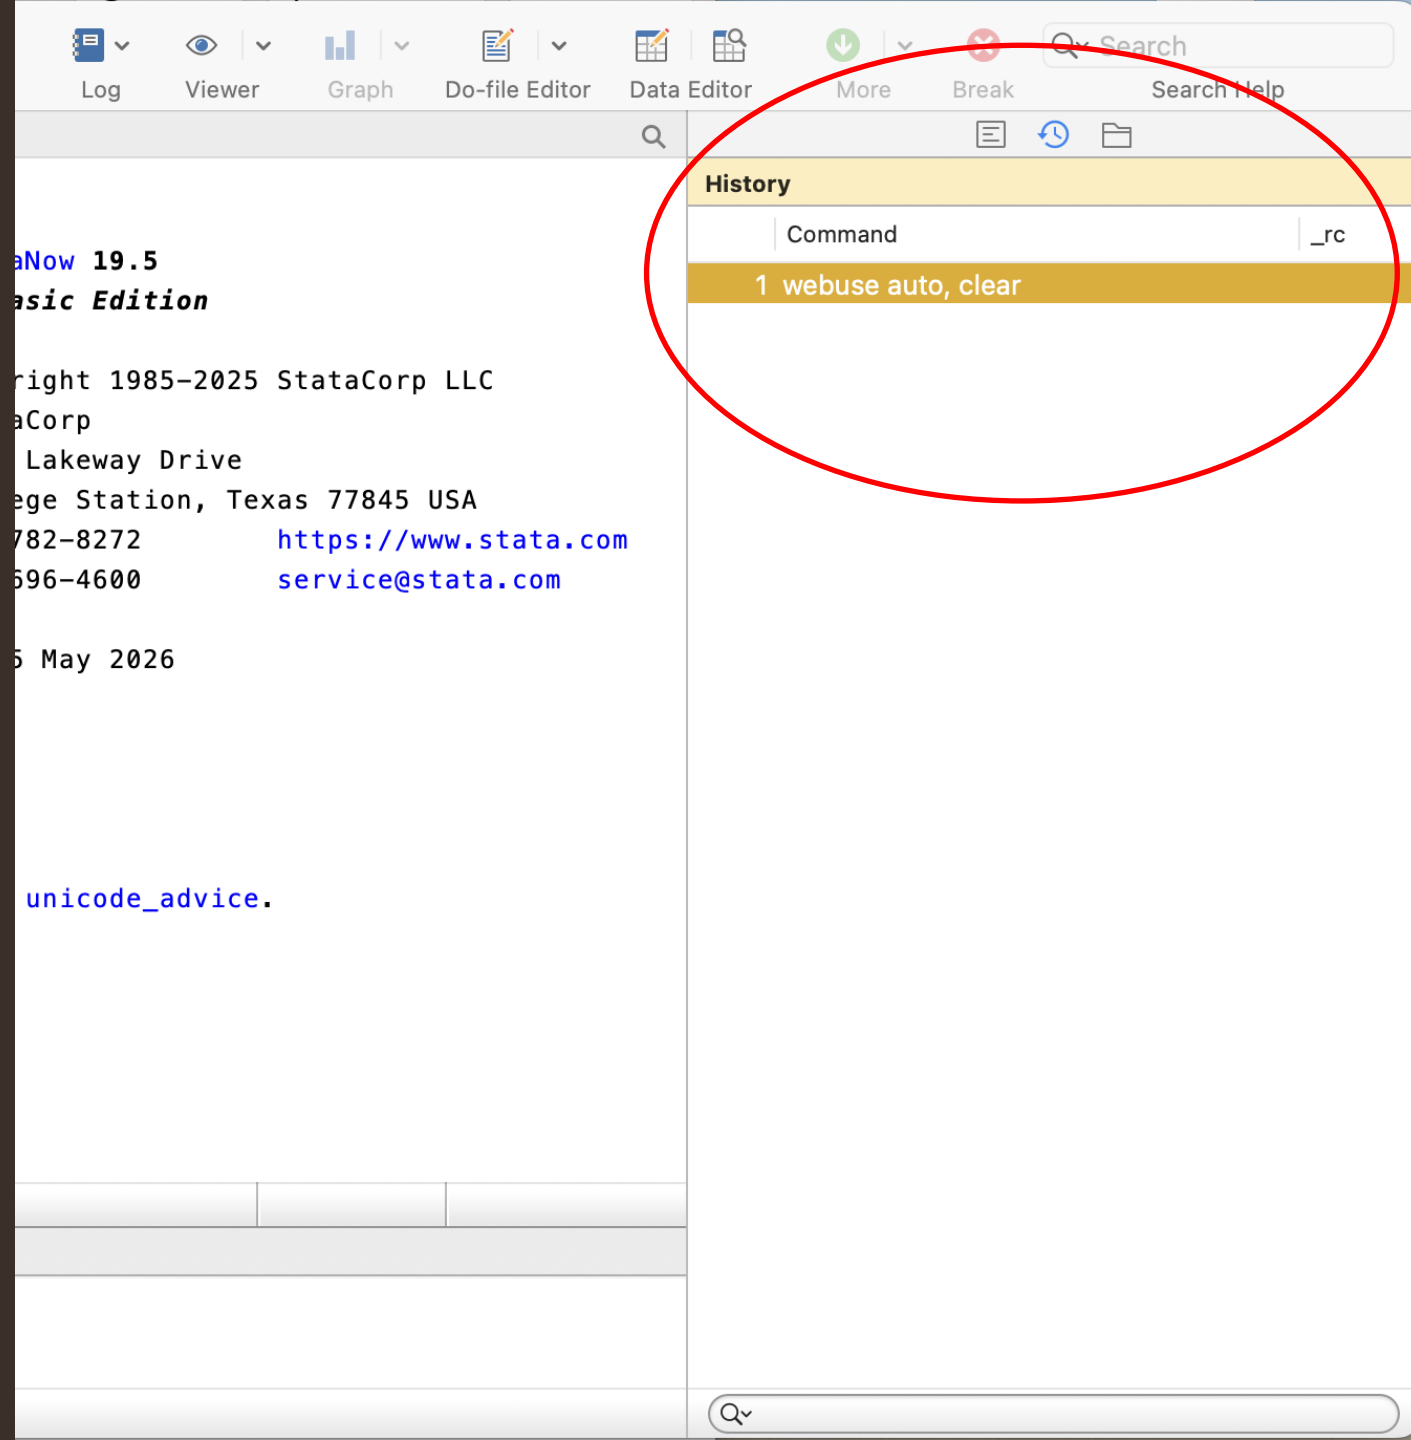 Log Viewer Graph Do-file Editor Data Editor More Break Search Help
Search
History
Command _rc
1 webuse auto, clear
aNow 19.5
asic Edition
right 1985-2025 StataCorp LLC
aCorp
Lakeway Drive
ege Station, Texas 77845 USA
782-8272 https://www.stata.com
696-4600 service@stata.com
5 May 2026
unicode_advice.